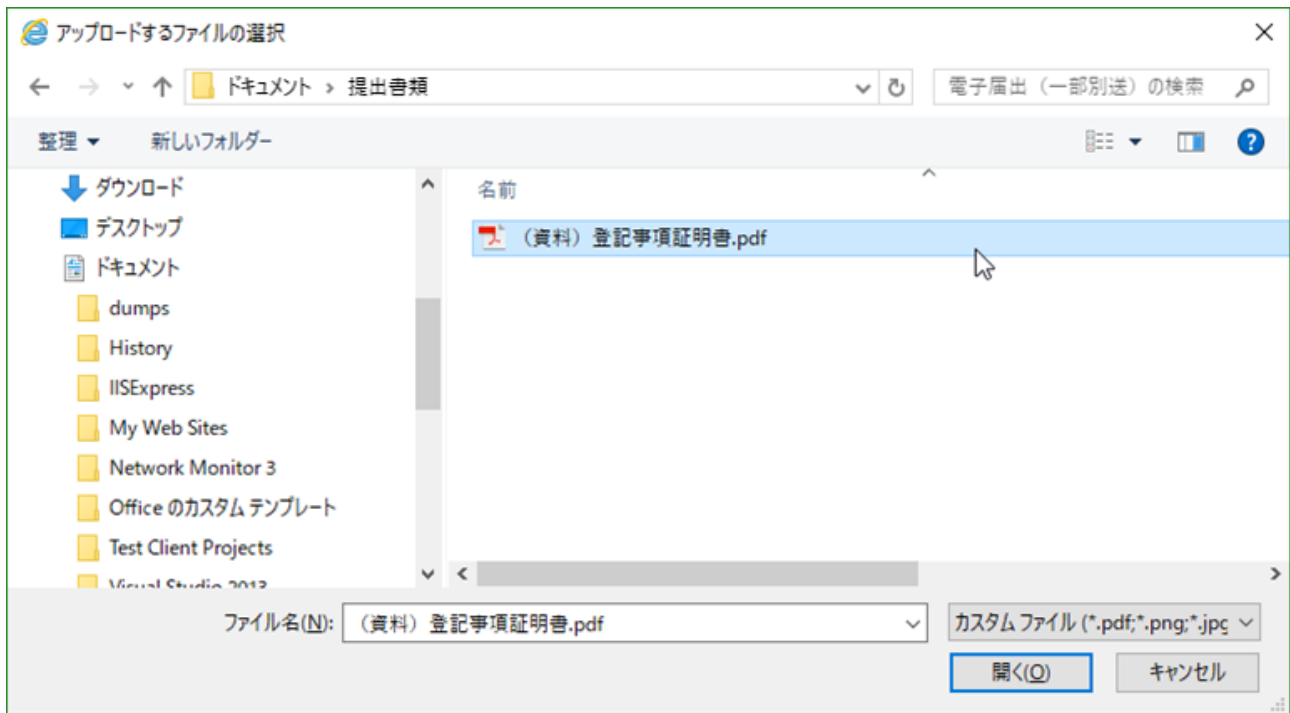 アップロードするファイルの選択
ドキュメント › 提出書類
電子届出（一部別送）の検索
整理 新しいフォルダー
ダウンロード
デスクトップ
ドキュメント
dumps
History
IISExpress
My Web Sites
Network Monitor 3
Office のカスタム テンプレート
Test Client Projects
Visual Studio 2013
名前
（資料）登記事項証明書.pdf
ファイル名(N): （資料）登記事項証明書.pdf
カスタム ファイル (*.pdf;*.png;*.jpg
開く(O) キャンセル